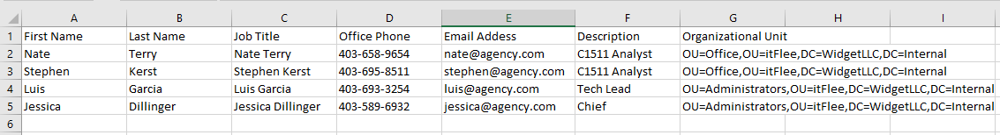 A B C D E F G H I
1 First Name Last Name Job Title Office Phone Email Addess Description Organizational Unit
2 Nate Terry Nate Terry 403-658-9654 nate@agency.com C1511 Analyst OU=Office,OU=itFlee,DC=WidgetLLC,DC=Internal
3 Stephen Kerst Stephen Kerst 403-695-8511 stephen@agency.com C1511 Analyst OU=Office,OU=itFlee,DC=WidgetLLC,DC=Internal
4 Luis Garcia Luis Garcia 403-693-3254 luis@agency.com Tech Lead OU=Administrators,OU=itFlee,DC=WidgetLLC,DC=Internal
5 Jessica Dillinger Jessica Dillinger 403-589-6932 jessica@agency.com Chief OU=Administrators,OU=itFlee,DC=WidgetLLC,DC=Internal
6